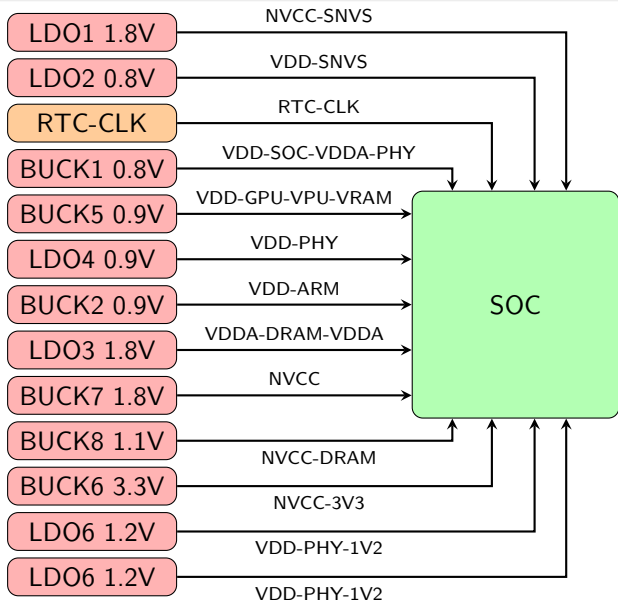 LDO1 1.8V NVCC-SNVS
LDO2 0.8V VDD-SNVS
RTC-CLK RTC-CLK
BUCK1 0.8V VDD-SOC-VDDA-PHY
BUCK5 0.9V VDD-GPU-VPU-VRAM
LDO4 0.9V VDD-PHY
BUCK2 0.9V VDD-ARM SOC
LDO3 1.8V VDDA-DRAM-VDDA
BUCK7 1.8V NVCC
BUCK8 1.1V NVCC-DRAM
BUCK6 3.3V NVCC-3V3
LDO6 1.2V VDD-PHY-1V2
LDO6 1.2V VDD-PHY-1V2